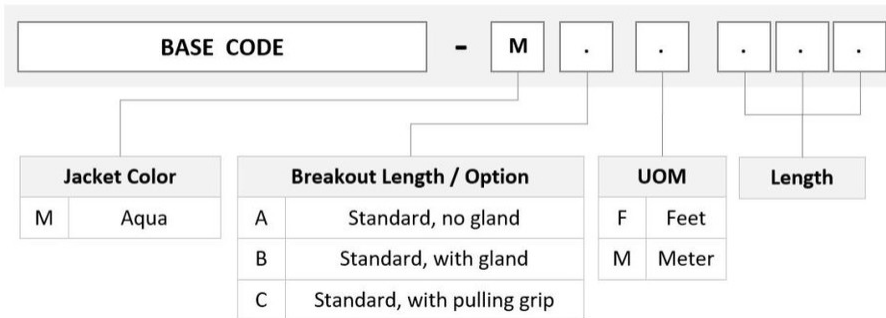 BASE CODE - M . . . . .
Jacket Color
M Aqua
Breakout Length / Option
A Standard, no gland
B Standard, with gland
C Standard, with pulling grip
UOM
F Feet
M Meter
Length